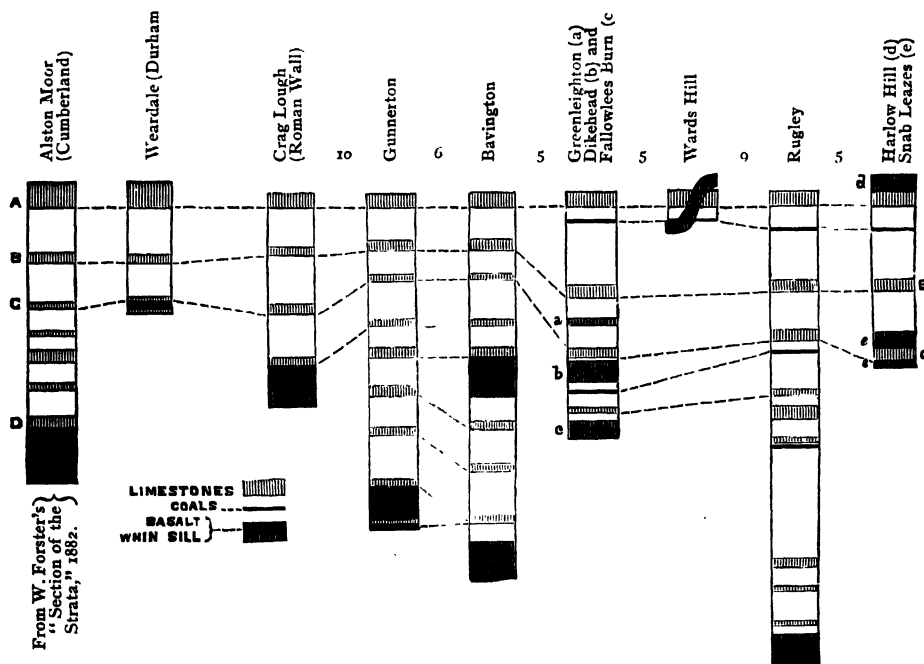 Alston Moor
(Cumberland)
Weardale (Durham
Crag Lough
(Roman Wall)
10
Gunnerton
6
Bavington
5
Greenleighton (a)
Dikehead (b) and
Fallowlees Burn (c
5
Wards Hill
9
Rugley
5
Harlow Hill (d)
Snab Leazes (e)
A
B
C
D
a
b
c
d
B
e
c
e
LIMESTONES
COALS
BASALT
WHIN SILL
From W. Forster's
"Section of the
Strata," 1882.